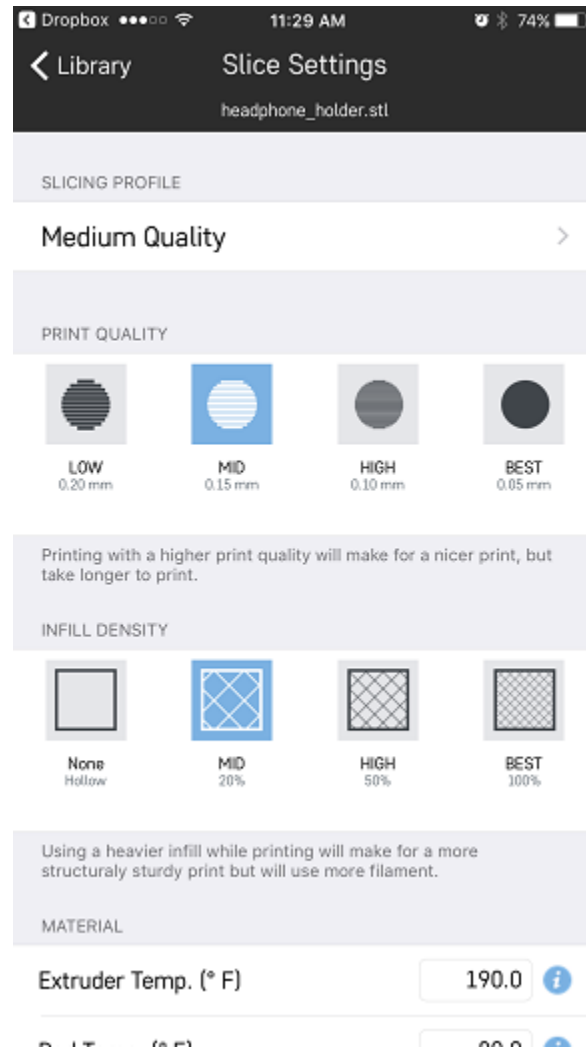 Dropbox 11:29 AM 74%
Library Slice Settings
headphone_holder.stl
SLICING PROFILE
Medium Quality
PRINT QUALITY
LOW MID HIGH BEST
0.20 mm 0.15 mm 0.10 mm 0.05 mm
Printing with a higher print quality will make for a nicer print, but
take longer to print.
INFILL DENSITY
None MID HIGH BEST
Hollow 20% 50% 100%
Using a heavier infill while printing will make for a more
structuraly sturdy print but will use more filament.
MATERIAL
Extruder Temp. (° F) 190.0 i